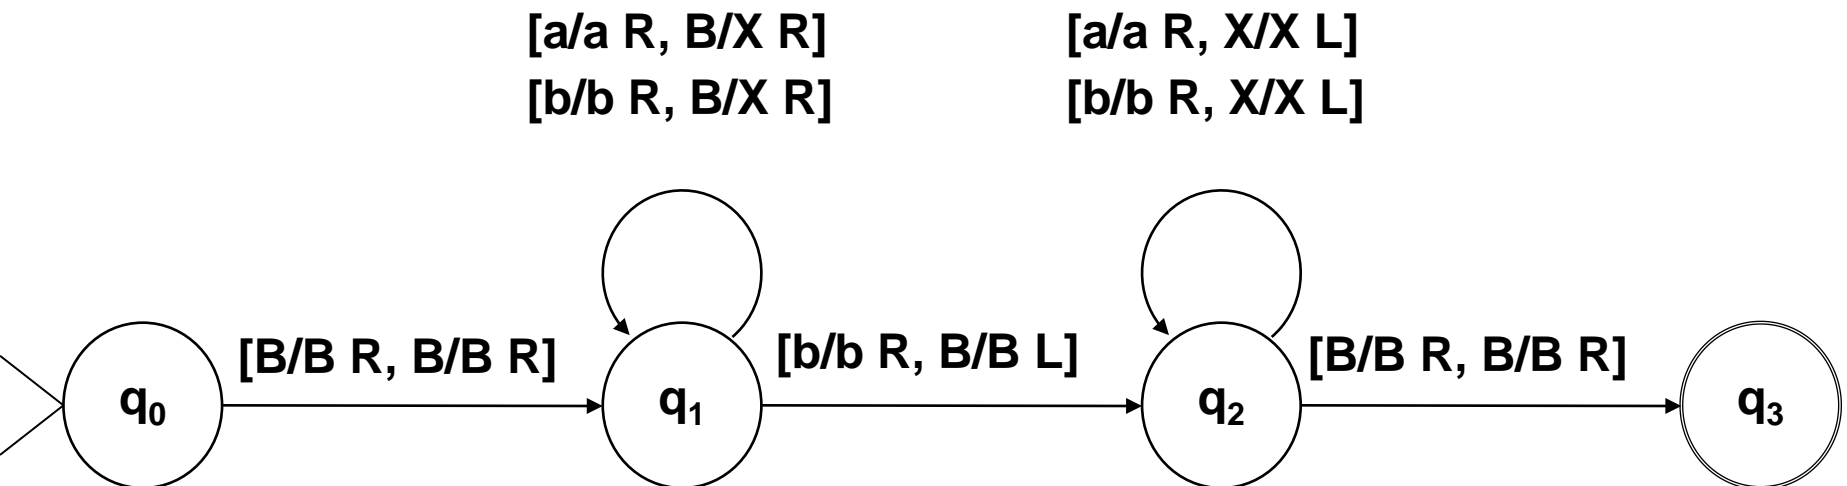 [a/a R, B/X R] [a/a R, X/X L]
[b/b R, B/X R] [b/b R, X/X L]
[B/B R, B/B R] [b/b R, B/B L] [B/B R, B/B R]
q₀ q₁ q₂ q₃